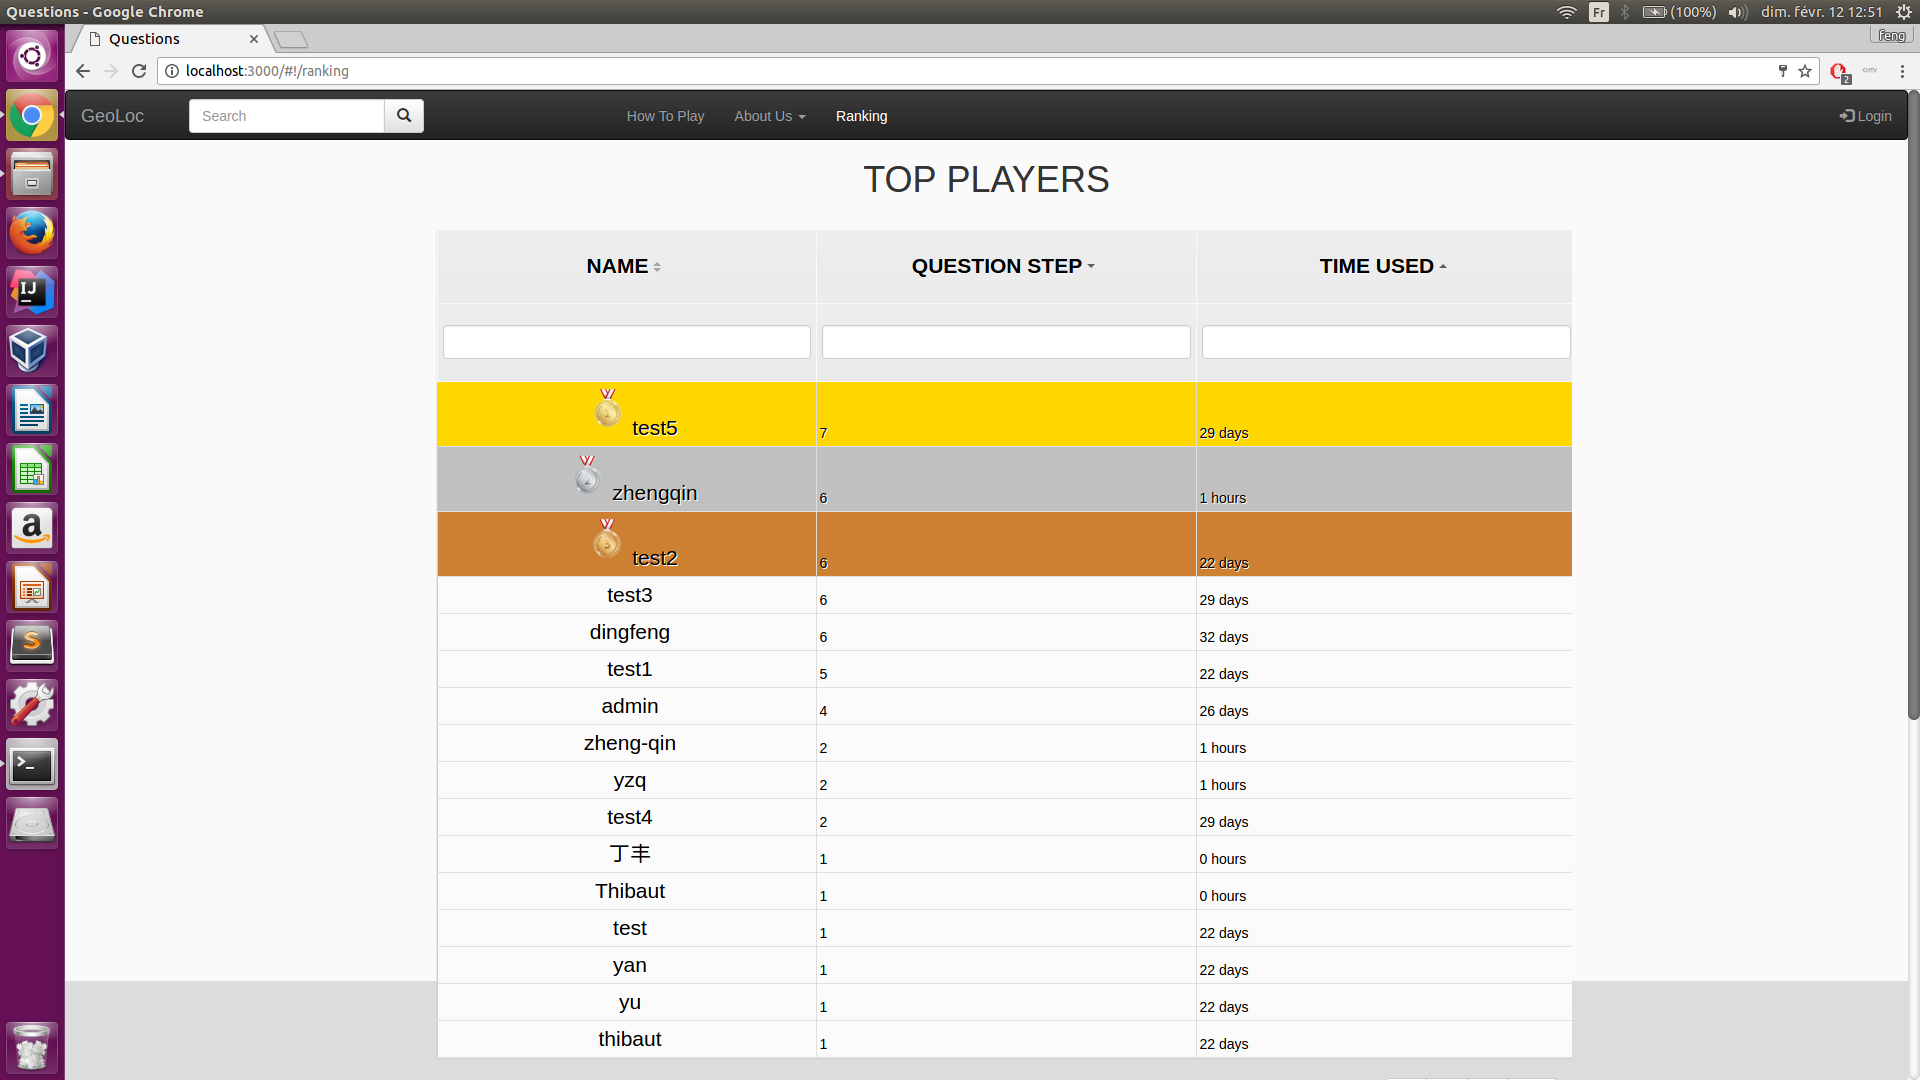 Questions - Google Chrome
Fr
(100%)
dim. févr. 12 12:51
Questions
feng
localhost:3000/#!/ranking
2
GeoLoc
Search
How To Play
About Us
Ranking
Login
TOP PLAYERS
NAME
QUESTION STEP
TIME USED
test5 7 29 days
zhengqin 6 1 hours
test2 6 22 days
test3 6 29 days
dingfeng 6 32 days
test1 5 22 days
admin 4 26 days
zheng-qin 2 1 hours
yzq 2 1 hours
test4 2 29 days
丁丰 1 0 hours
Thibaut 1 0 hours
test 1 22 days
yan 1 22 days
yu 1 22 days
thibaut 1 22 days